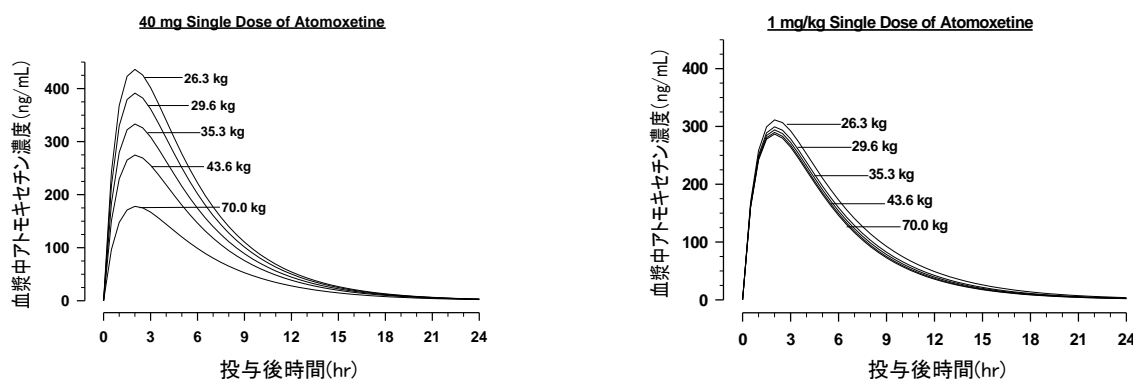 40 mg Single Dose of Atomoxetine
血漿中アトモキセチン濃度(ng/mL)
400
300
200
100
0
26.3 kg
29.6 kg
35.3 kg
43.6 kg
70.0 kg
0 3 6 9 12 15 18 21 24
投与後時間(hr)
1 mg/kg Single Dose of Atomoxetine
血漿中アトモキセチン濃度(ng/mL)
400
300
200
100
0
26.3 kg
29.6 kg
35.3 kg
43.6 kg
70.0 kg
0 3 6 9 12 15 18 21 24
投与後時間(hr)